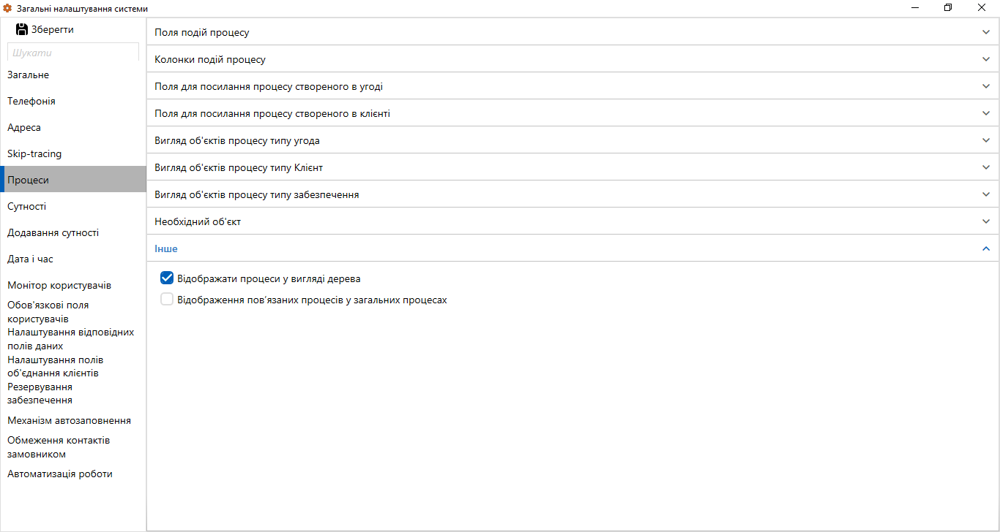 Загальні налаштування системи
Зберегти
Шукати
Загальне
Телефонія
Адреса
Skip-tracing
Процеси
Сутності
Додавання сутності
Дата і час
Монітор користувачів
Обов'язкові поля
користувачів
Налаштування відповідних
полів даних
Налаштування полів
об'єднання клієнтів
Резервування
забезпечення
Механізм автозаповнення
Обмеження контактів
замовником
Автоматизація роботи
Поля подій процесу
Колонки подій процесу
Поля для посилання процесу створеного в угоді
Поля для посилання процесу створеного в клієнті
Вигляд об'єктів процесу типу угода
Вигляд об'єктів процесу типу Клієнт
Вигляд об'єктів процесу типу забезпечення
Необхідний об'єкт
Інше
Відображати процеси у вигляді дерева
Відображення пов'язаних процесів у загальних процесах